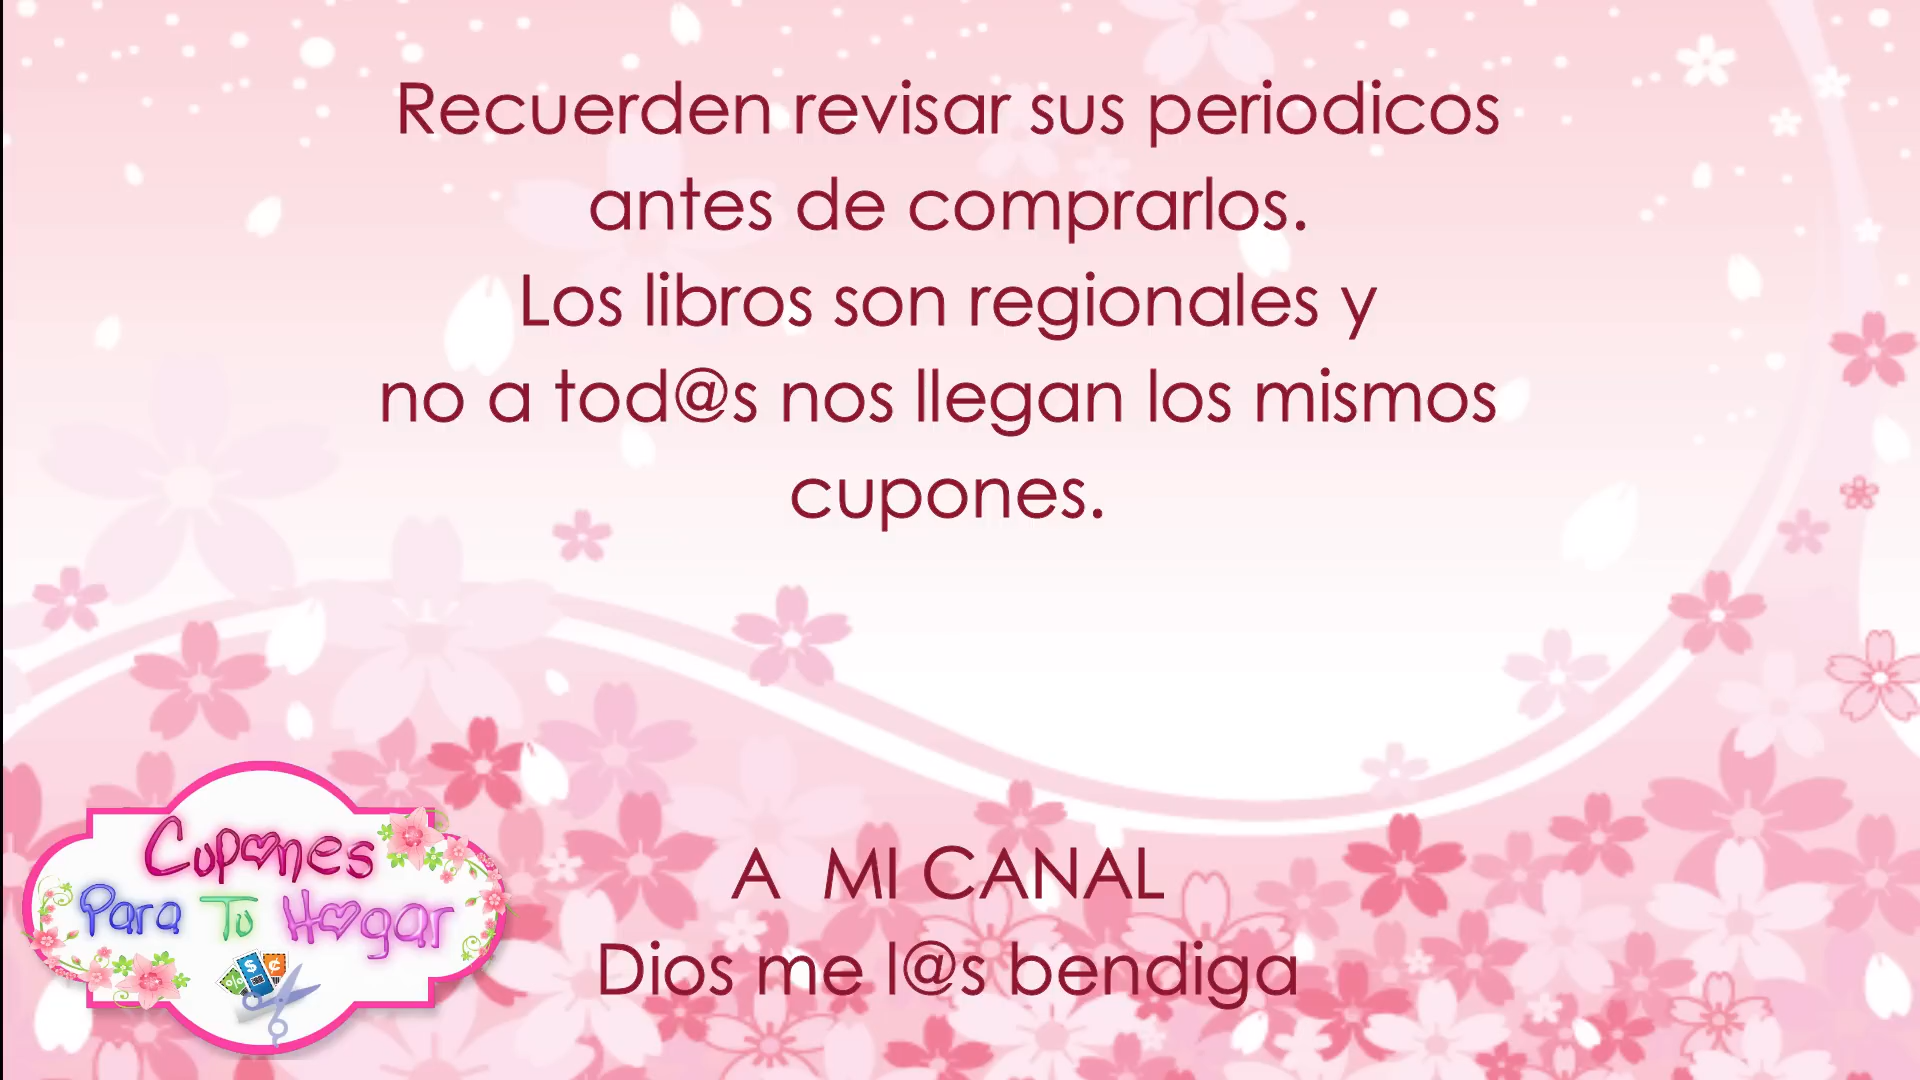 Recuerden revisar sus periodicos
antes de comprarlos.
Los libros son regionales y
no a tod@s nos llegan los mismos
cupones.
A MI CANAL
Dios me l@s bendiga
Cupones
Para Tu Hogar
% $ ¢